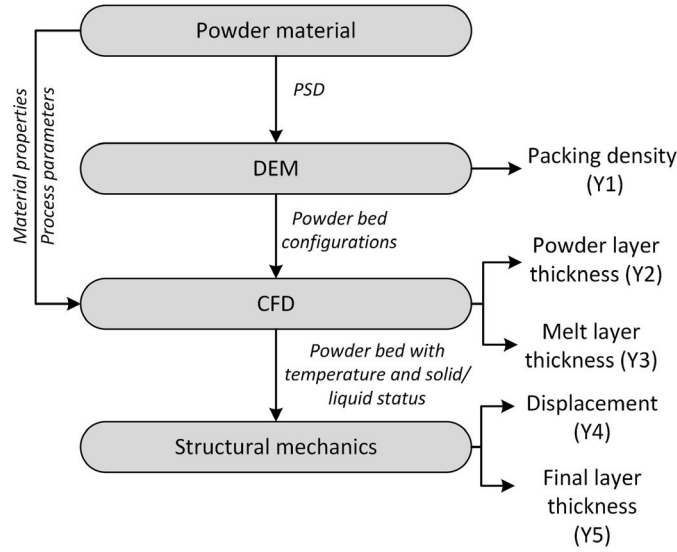 Powder material
Material properties
Process parameters
PSD
DEM
Packing density
(Y1)
Powder bed
configurations
Powder layer
thickness (Y2)
CFD
Melt layer
thickness (Y3)
Powder bed with
temperature and solid/
liquid status
Displacement
(Y4)
Structural mechanics
Final layer
thickness
(Y5)